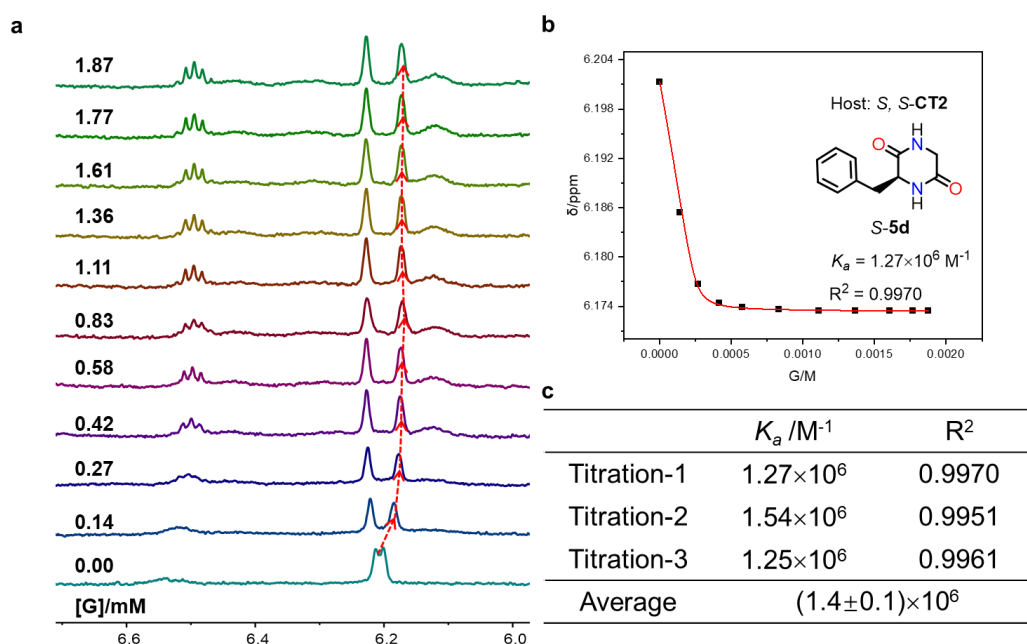 a
1.87
1.77
1.61
1.36
1.11
0.83
0.58
0.42
0.27
0.14
0.00
[G]/mM
6.6 6.4 6.2 6.0
b
δ/ppm
6.204
6.198
6.192
6.186
6.180
6.174
0.0000 0.0005 0.0010 0.0015 0.0020
G/M
Host: S, S-CT2
H
O N
N O
H
S-5d
Kₐ = 1.27×10⁶ M⁻¹
R² = 0.9970
c
Kₐ /M⁻¹ R²
Titration-1 1.27×10⁶ 0.9970
Titration-2 1.54×10⁶ 0.9951
Titration-3 1.25×10⁶ 0.9961
Average (1.4±0.1)×10⁶